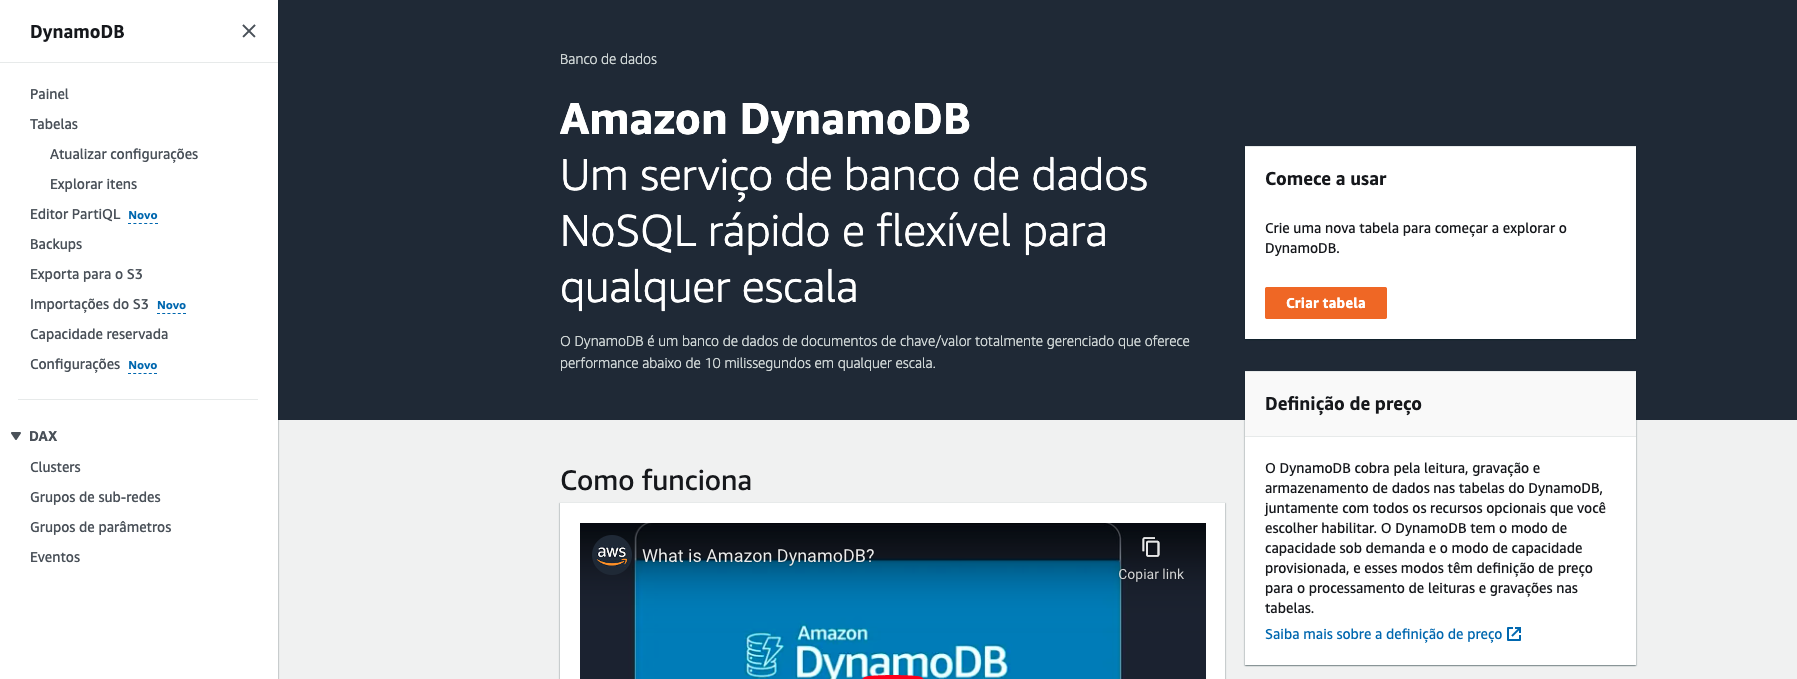 DynamoDB
Painel
Tabelas
Atualizar configurações
Explorar itens
Editor PartiQL Novo
Backups
Exporta para o S3
Importações do S3 Novo
Capacidade reservada
Configurações Novo
DAX
Clusters
Grupos de sub-redes
Grupos de parâmetros
Eventos
Banco de dados
Amazon DynamoDB
Um serviço de banco de dados
NoSQL rápido e flexível para
qualquer escala
O DynamoDB é um banco de dados de documentos de chave/valor totalmente gerenciado que oferece
performance abaixo de 10 milissegundos em qualquer escala.
Como funciona
aws What is Amazon DynamoDB?
Copiar link
Amazon
DynamoDB
Comece a usar
Crie uma nova tabela para começar a explorar o
DynamoDB.
Criar tabela
Definição de preço
O DynamoDB cobra pela leitura, gravação e
armazenamento de dados nas tabelas do DynamoDB,
juntamente com todos os recursos opcionais que você
escolher habilitar. O DynamoDB tem o modo de
capacidade sob demanda e o modo de capacidade
provisionada, e esses modos têm definição de preço
para o processamento de leituras e gravações nas
tabelas.
Saiba mais sobre a definição de preço